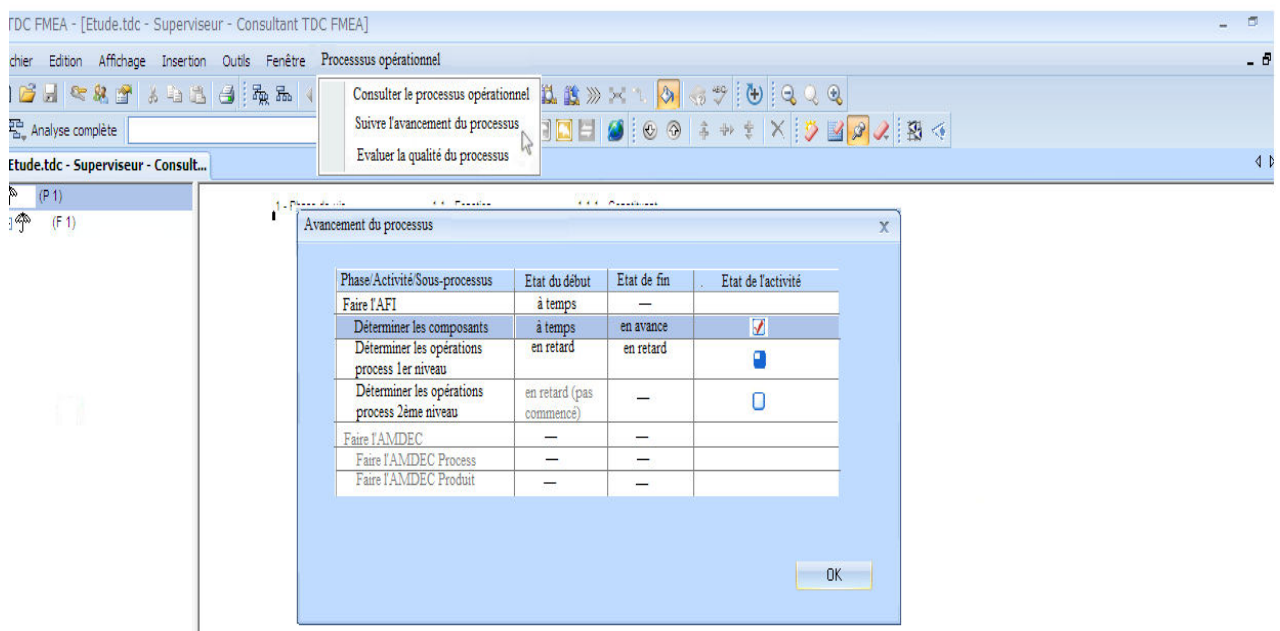 TDC FMEA - [Etude.tdc - Superviseur - Consultant TDC FMEA]
chier Edition Affichage Insertion Outils Fenêtre Processsus opérationnel
Consulter le processus opérationnel
Suivre l'avancement du processus
Evaluer la qualité du processus
Analyse complète
Etude.tdc - Superviseur - Consult...
(P 1)
(F 1)
Avancement du processus X
Phase/Activité/Sous-processus Etat du début Etat de fin . Etat de l'activité
Faire l'AFI à temps —
Déterminer les composants à temps en avance
Déterminer les opérations en retard en retard
process 1er niveau
Déterminer les opérations en retard (pas —
process 2ème niveau commencé)
Faire l'AMDEC — —
Faire l'AMDEC Process — —
Faire l'AMDEC Produit — —
OK